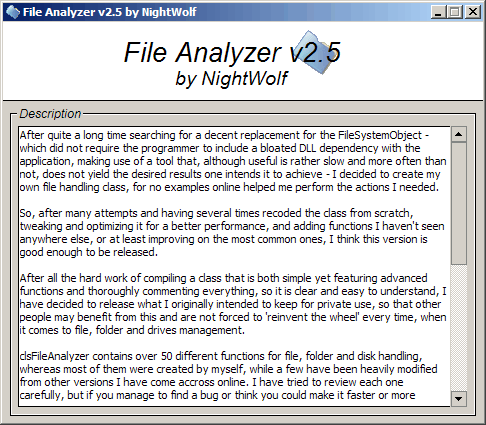 File Analyzer v2.5 by NightWolf
File Analyzer v2.5
by NightWolf
Description
After quite a long time searching for a decent replacement for the FileSystemObject -
which did not require the programmer to include a bloated DLL dependency with the
application, making use of a tool that, although useful is rather slow and more often than
not, does not yield the desired results one intends it to achieve - I decided to create my
own file handling class, for no examples online helped me perform the actions I needed.
So, after many attempts and having several times recoded the class from scratch,
tweaking and optimizing it for a better performance, and adding functions I haven't seen
anywhere else, or at least improving on the most common ones, I think this version is
good enough to be released.
After all the hard work of compiling a class that is both simple yet featuring advanced
functions and thoroughly commenting everything, so it is clear and easy to understand, I
have decided to release what I originally intended to keep for private use, so that other
people may benefit from this and are not forced to 'reinvent the wheel' every time, when
it comes to file, folder and drives management.
clsFileAnalyzer contains over 50 different functions for file, folder and disk handling,
whereas most of them were created by myself, while a few have been heavily modified
from other versions I have come accross online. I have tried to review each one
carefully, but if you manage to find a bug or think you could make it faster or more